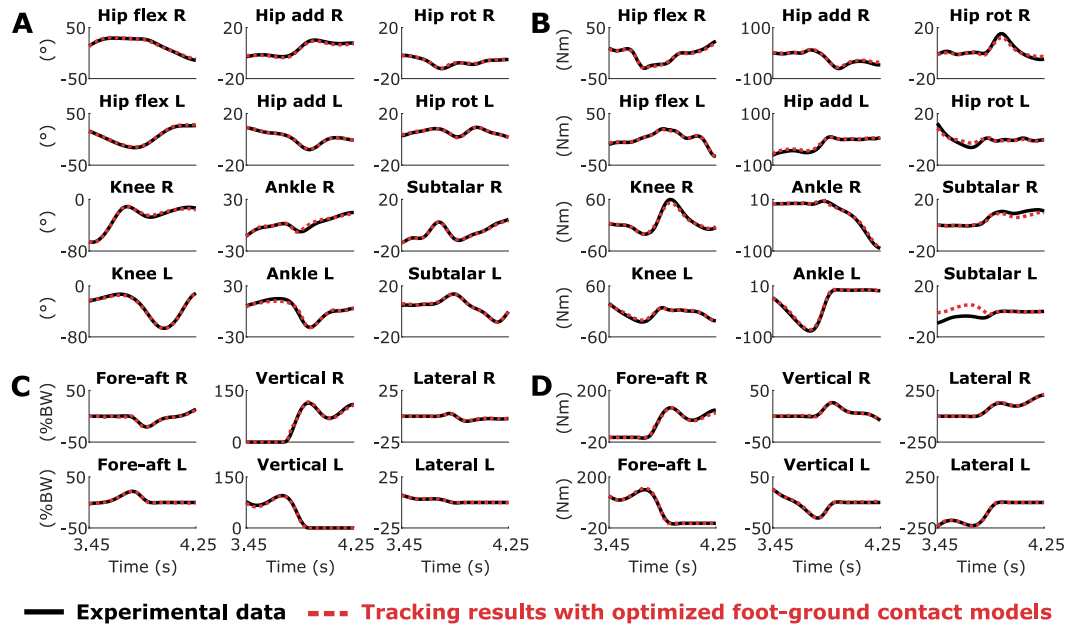 A
Hip flex R Hip add R Hip rot R
50 20 20
(°)
-50 -20 -20
Hip flex L Hip add L Hip rot L
50 20 20
(°)
-50 -20 -20
Knee R Ankle R Subtalar R
0 30 20
(°)
-80 -30 -20
Knee L Ankle L Subtalar L
0 30 20
(°)
-80 -30 -20
B
Hip flex R Hip add R Hip rot R
50 100 20
(Nm)
-50 -100 -20
Hip flex L Hip add L Hip rot L
50 100 20
(Nm)
-50 -100 -20
Knee R Ankle R Subtalar R
60 10 20
(Nm)
-60 -100 -20
Knee L Ankle L Subtalar L
60 10 20
(Nm)
-60 -100 -20
C
Fore-aft R Vertical R Lateral R
50 150 25
(%BW)
-50 0 -25
Fore-aft L Vertical L Lateral L
50 150 25
(%BW)
-50 0 -25
3.45 4.25 3.45 4.25 3.45 4.25
Time (s) Time (s) Time (s)
D
Fore-aft R Vertical R Lateral R
200 50 250
(Nm)
-20 -50 -250
Fore-aft L Vertical L Lateral L
200 50 250
(Nm)
-20 -50 -250
3.45 4.25 3.45 4.25 3.45 4.25
Time (s) Time (s) Time (s)
Experimental data Tracking results with optimized foot-ground contact models